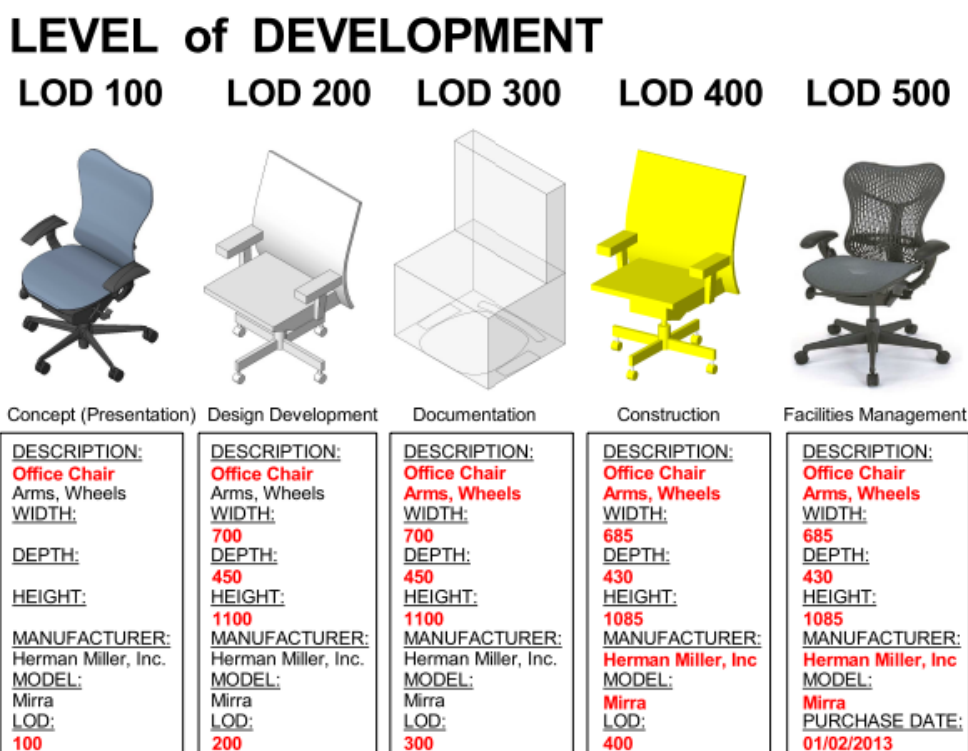 LEVEL of DEVELOPMENT
LOD 100
LOD 200
LOD 300
LOD 400
LOD 500
Concept (Presentation)
Design Development
Documentation
Construction
Facilities Management
DESCRIPTION:
Office Chair
Arms, Wheels
WIDTH:
DEPTH:
HEIGHT:
MANUFACTURER:
Herman Miller, Inc.
MODEL:
Mirra
LOD:
100
DESCRIPTION:
Office Chair
Arms, Wheels
WIDTH:
700
DEPTH:
450
HEIGHT:
1100
MANUFACTURER:
Herman Miller, Inc.
MODEL:
Mirra
LOD:
200
DESCRIPTION:
Office Chair
Arms, Wheels
WIDTH:
700
DEPTH:
450
HEIGHT:
1100
MANUFACTURER:
Herman Miller, Inc.
MODEL:
Mirra
LOD:
300
DESCRIPTION:
Office Chair
Arms, Wheels
WIDTH:
685
DEPTH:
430
HEIGHT:
1085
MANUFACTURER:
Herman Miller, Inc
MODEL:
Mirra
LOD:
400
DESCRIPTION:
Office Chair
Arms, Wheels
WIDTH:
685
DEPTH:
430
HEIGHT:
1085
MANUFACTURER:
Herman Miller, Inc
MODEL:
Mirra
PURCHASE DATE:
01/02/2013